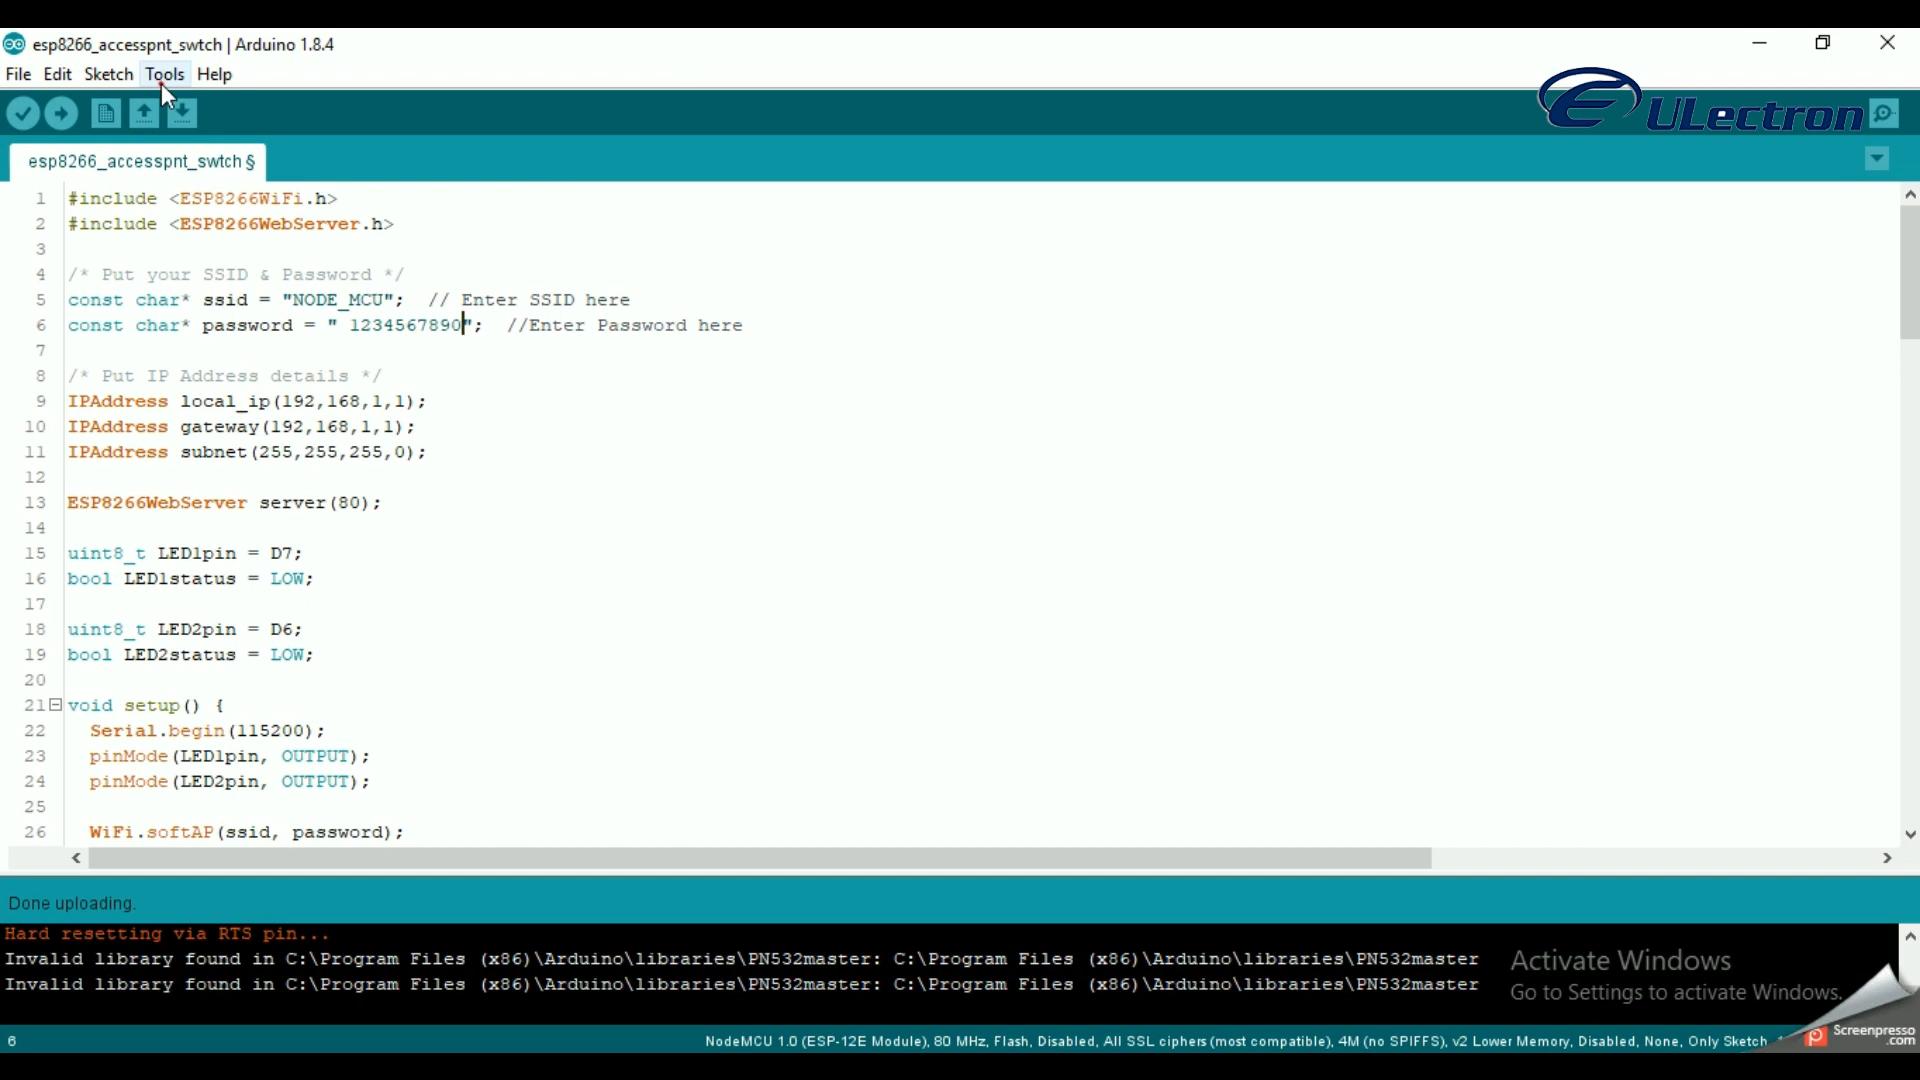 esp8266_accesspnt_swtch | Arduino 1.8.4
File Edit Sketch Tools Help
ULectron
esp8266_accesspnt_swtch §
1 #include <ESP8266WiFi.h>
2 #include <ESP8266WebServer.h>
3
4 /* Put your SSID & Password */
5 const char* ssid = "NODE_MCU";  // Enter SSID here
6 const char* password = " 1234567890";  //Enter Password here
7
8 /* Put IP Address details */
9 IPAddress local_ip(192,168,1,1);
10 IPAddress gateway(192,168,1,1);
11 IPAddress subnet(255,255,255,0);
12
13 ESP8266WebServer server(80);
14
15 uint8_t LED1pin = D7;
16 bool LED1status = LOW;
17
18 uint8_t LED2pin = D6;
19 bool LED2status = LOW;
20
21 void setup() {
22   Serial.begin(115200);
23   pinMode(LED1pin, OUTPUT);
24   pinMode(LED2pin, OUTPUT);
25
26   WiFi.softAP(ssid, password);
Done uploading.
Hard resetting via RTS pin...
Invalid library found in C:\Program Files (x86)\Arduino\libraries\PN532master: C:\Program Files (x86)\Arduino\libraries\PN532master
Invalid library found in C:\Program Files (x86)\Arduino\libraries\PN532master: C:\Program Files (x86)\Arduino\libraries\PN532master
Activate Windows
Go to Settings to activate Windows.
6 NodeMCU 1.0 (ESP-12E Module), 80 MHz, Flash, Disabled, All SSL ciphers (most compatible), 4M (no SPIFFS), v2 Lower Memory, Disabled, None, Only Sketch,
Screenpresso
.com